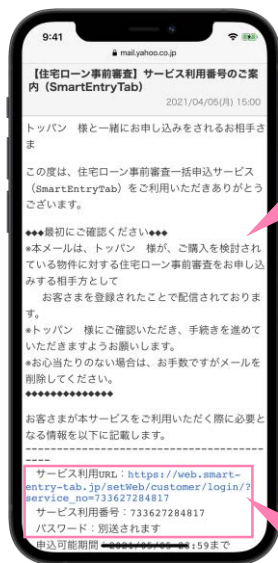 9:41
mail.yahoo.co.jp
【住宅ローン事前審査】サービス利用番号のご案
内（SmartEntryTab）
2021/04/05(月) 15:00
トッパン　様と一緒にお申し込みをされるお相手さ
ま
この度は、住宅ローン事前審査一括申込サービス
（SmartEntryTab）をご利用いただきありがとう
ございます。
◆◆◆最初にご確認ください◆◆◆
*本メールは、トッパン　様が、ご購入を検討され
ている物件に対する住宅ローン事前審査をお申し込
みする相手方として
お客さまを登録されたことで配信されておりま
す。
*トッパン　様にご確認いただき、手続きを進めて
いただきますようお願いします。
*お心当たりのない場合は、お手数ですがメールを
削除してください。
◆◆◆◆◆◆◆◆◆◆◆◆◆◆
お客さまが本サービスをご利用いただく際に必要と
なる情報を以下に記載します。
----------------------------------------
----
サービス利用URL：https://web.smart-
entry-tab.jp/setWeb/customer/login/?
service_no=733627284817
サービス利用番号：733627284817
パスワード：別送されます
申込可能期間：2021/05/05 23:59まで